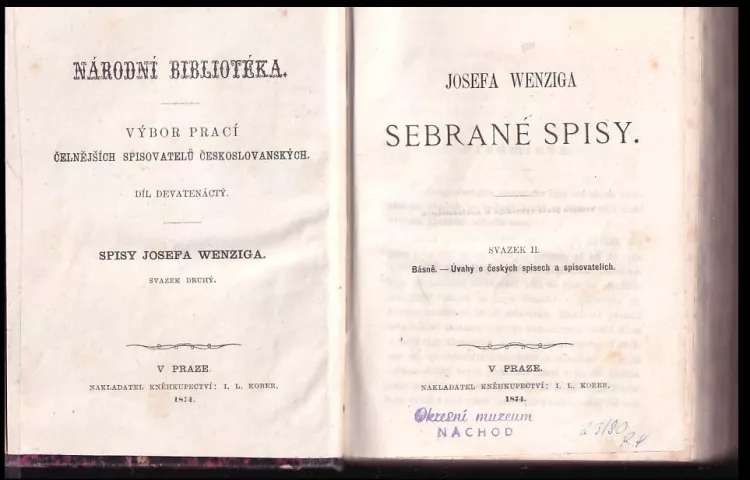 NÁRODNÍ BIBLIOTÉKA.
VÝBOR PRACÍ
ČELNĚJŠÍCH SPISOVATELŮ ČESKOSLOVANSKÝCH.
DÍL DEVATENÁCTÝ.
SPISY JOSEFA WENZIGA.
SVAZEK DRUHÝ.
V PRAZE.
NAKLADATEL KNĚHKUPECTVÍ: I. L. KOBER.
1874.
JOSEFA WENZIGA
SEBRANÉ SPISY.
SVAZEK II.
Básně. — Úvahy o českých spisech a spisovatelích.
V PRAZE.
NAKLADATEL KNĚHKUPECTVÍ: I. L. KOBER.
1874.
Okresní muzeum
NÁCHOD